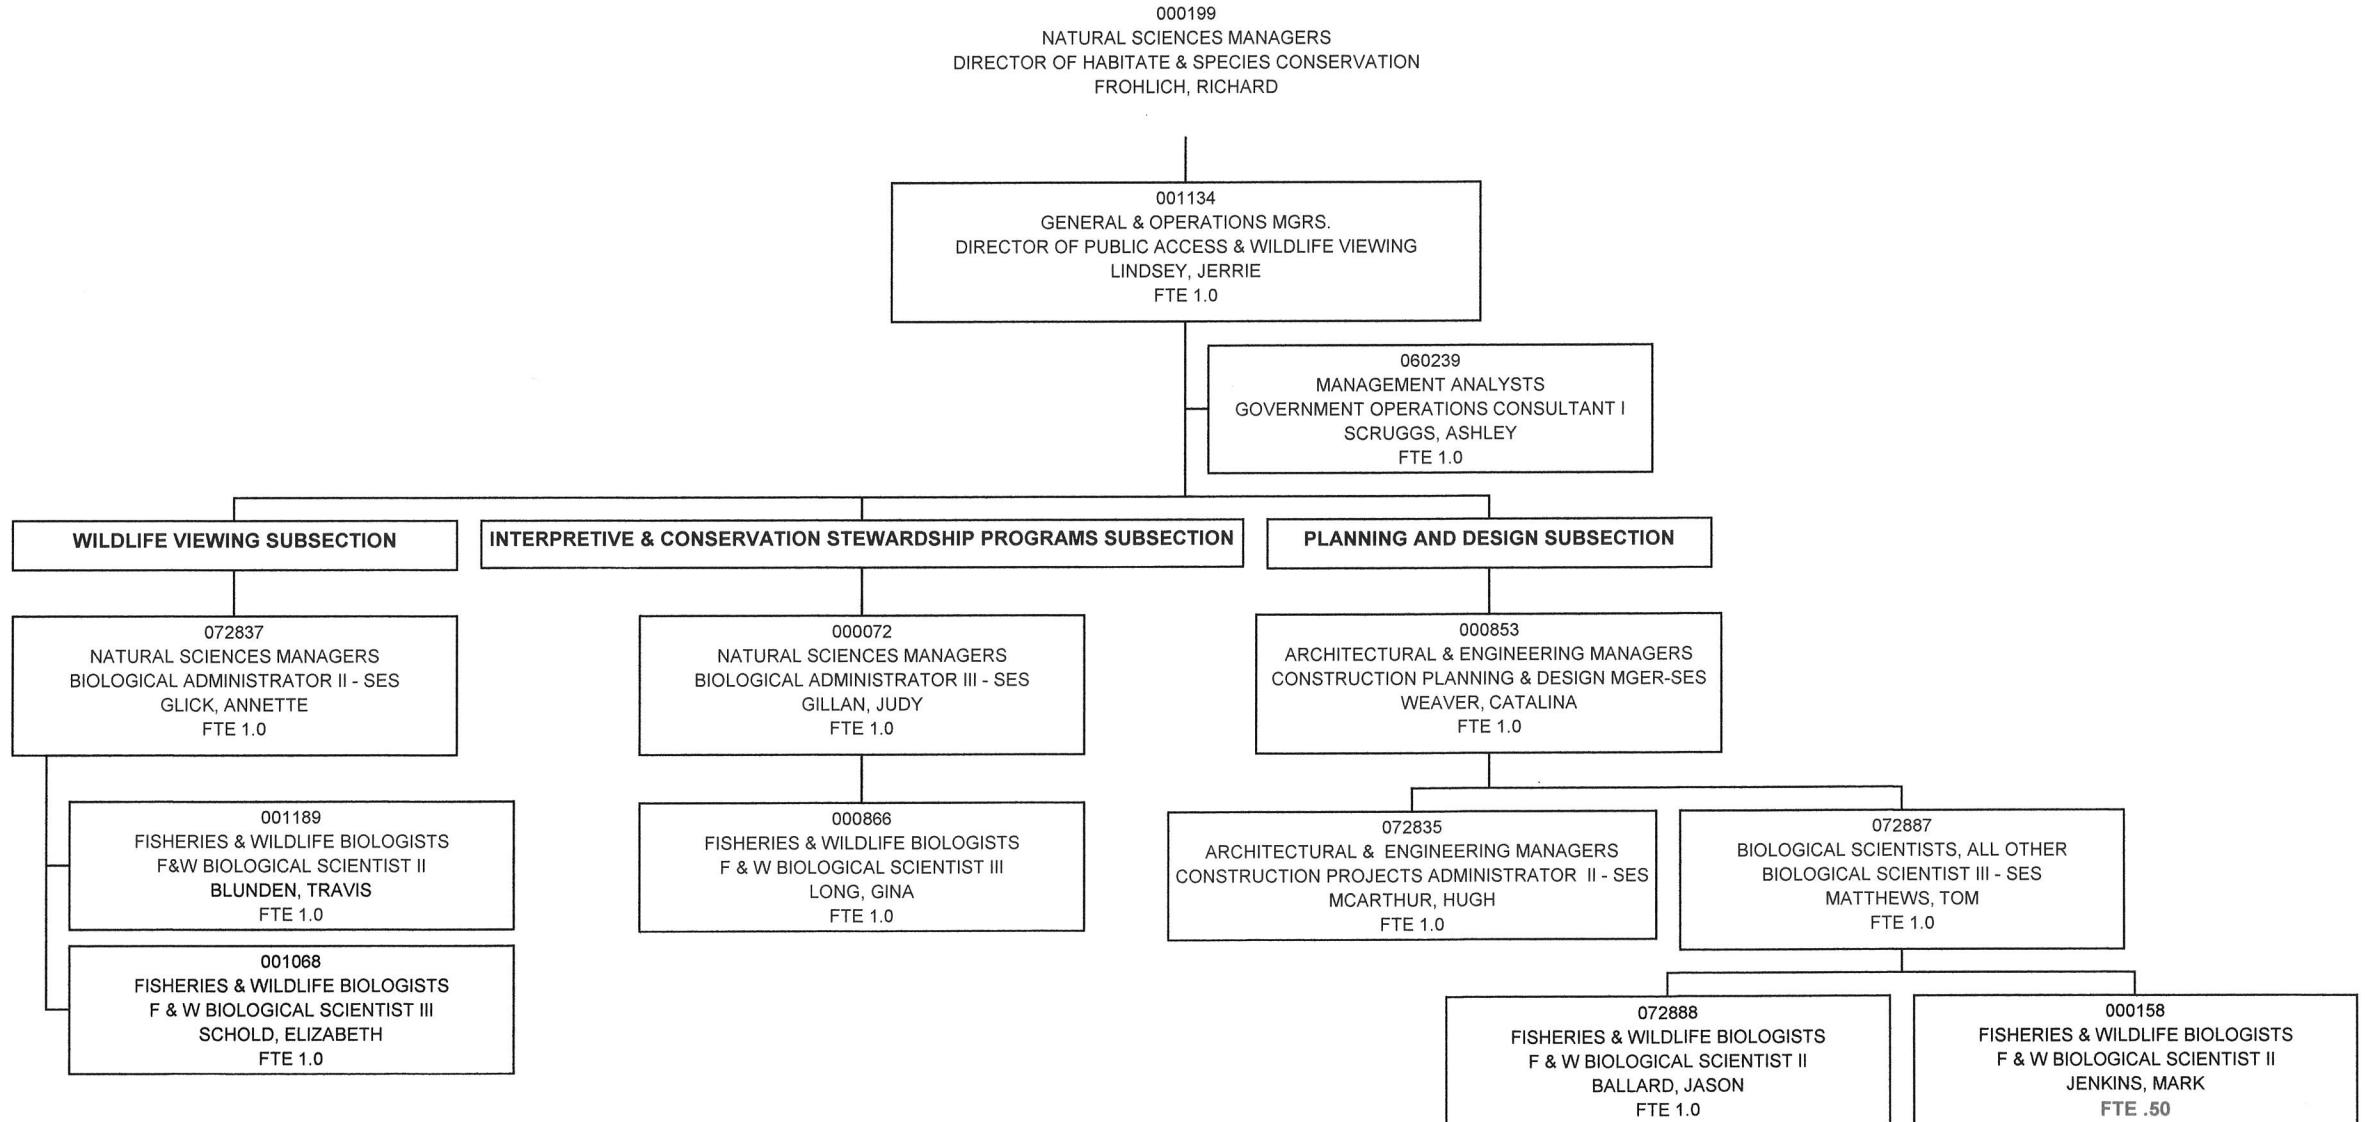 000199
NATURAL SCIENCES MANAGERS
DIRECTOR OF HABITATE & SPECIES CONSERVATION
FROHLICH, RICHARD
001134
GENERAL & OPERATIONS MGRS.
DIRECTOR OF PUBLIC ACCESS & WILDLIFE VIEWING
LINDSEY, JERRIE
FTE 1.0
060239
MANAGEMENT ANALYSTS
GOVERNMENT OPERATIONS CONSULTANT I
SCRUGGS, ASHLEY
FTE 1.0
WILDLIFE VIEWING SUBSECTION
INTERPRETIVE & CONSERVATION STEWARDSHIP PROGRAMS SUBSECTION
PLANNING AND DESIGN SUBSECTION
072837
NATURAL SCIENCES MANAGERS
BIOLOGICAL ADMINISTRATOR II - SES
GLICK, ANNETTE
FTE 1.0
000072
NATURAL SCIENCES MANAGERS
BIOLOGICAL ADMINISTRATOR III - SES
GILLAN, JUDY
FTE 1.0
000853
ARCHITECTURAL & ENGINEERING MANAGERS
CONSTRUCTION PLANNING & DESIGN MGER-SES
WEAVER, CATALINA
FTE 1.0
001189
FISHERIES & WILDLIFE BIOLOGISTS
F&W BIOLOGICAL SCIENTIST II
BLUNDEN, TRAVIS
FTE 1.0
000866
FISHERIES & WILDLIFE BIOLOGISTS
F & W BIOLOGICAL SCIENTIST III
LONG, GINA
FTE 1.0
072835
ARCHITECTURAL & ENGINEERING MANAGERS
CONSTRUCTION PROJECTS ADMINISTRATOR II - SES
MCARTHUR, HUGH
FTE 1.0
072887
BIOLOGICAL SCIENTISTS, ALL OTHER
BIOLOGICAL SCIENTIST III - SES
MATTHEWS, TOM
FTE 1.0
001068
FISHERIES & WILDLIFE BIOLOGISTS
F & W BIOLOGICAL SCIENTIST III
SCHOLD, ELIZABETH
FTE 1.0
072888
FISHERIES & WILDLIFE BIOLOGISTS
F & W BIOLOGICAL SCIENTIST II
BALLARD, JASON
FTE 1.0
000158
FISHERIES & WILDLIFE BIOLOGISTS
F & W BIOLOGICAL SCIENTIST II
JENKINS, MARK
FTE .50